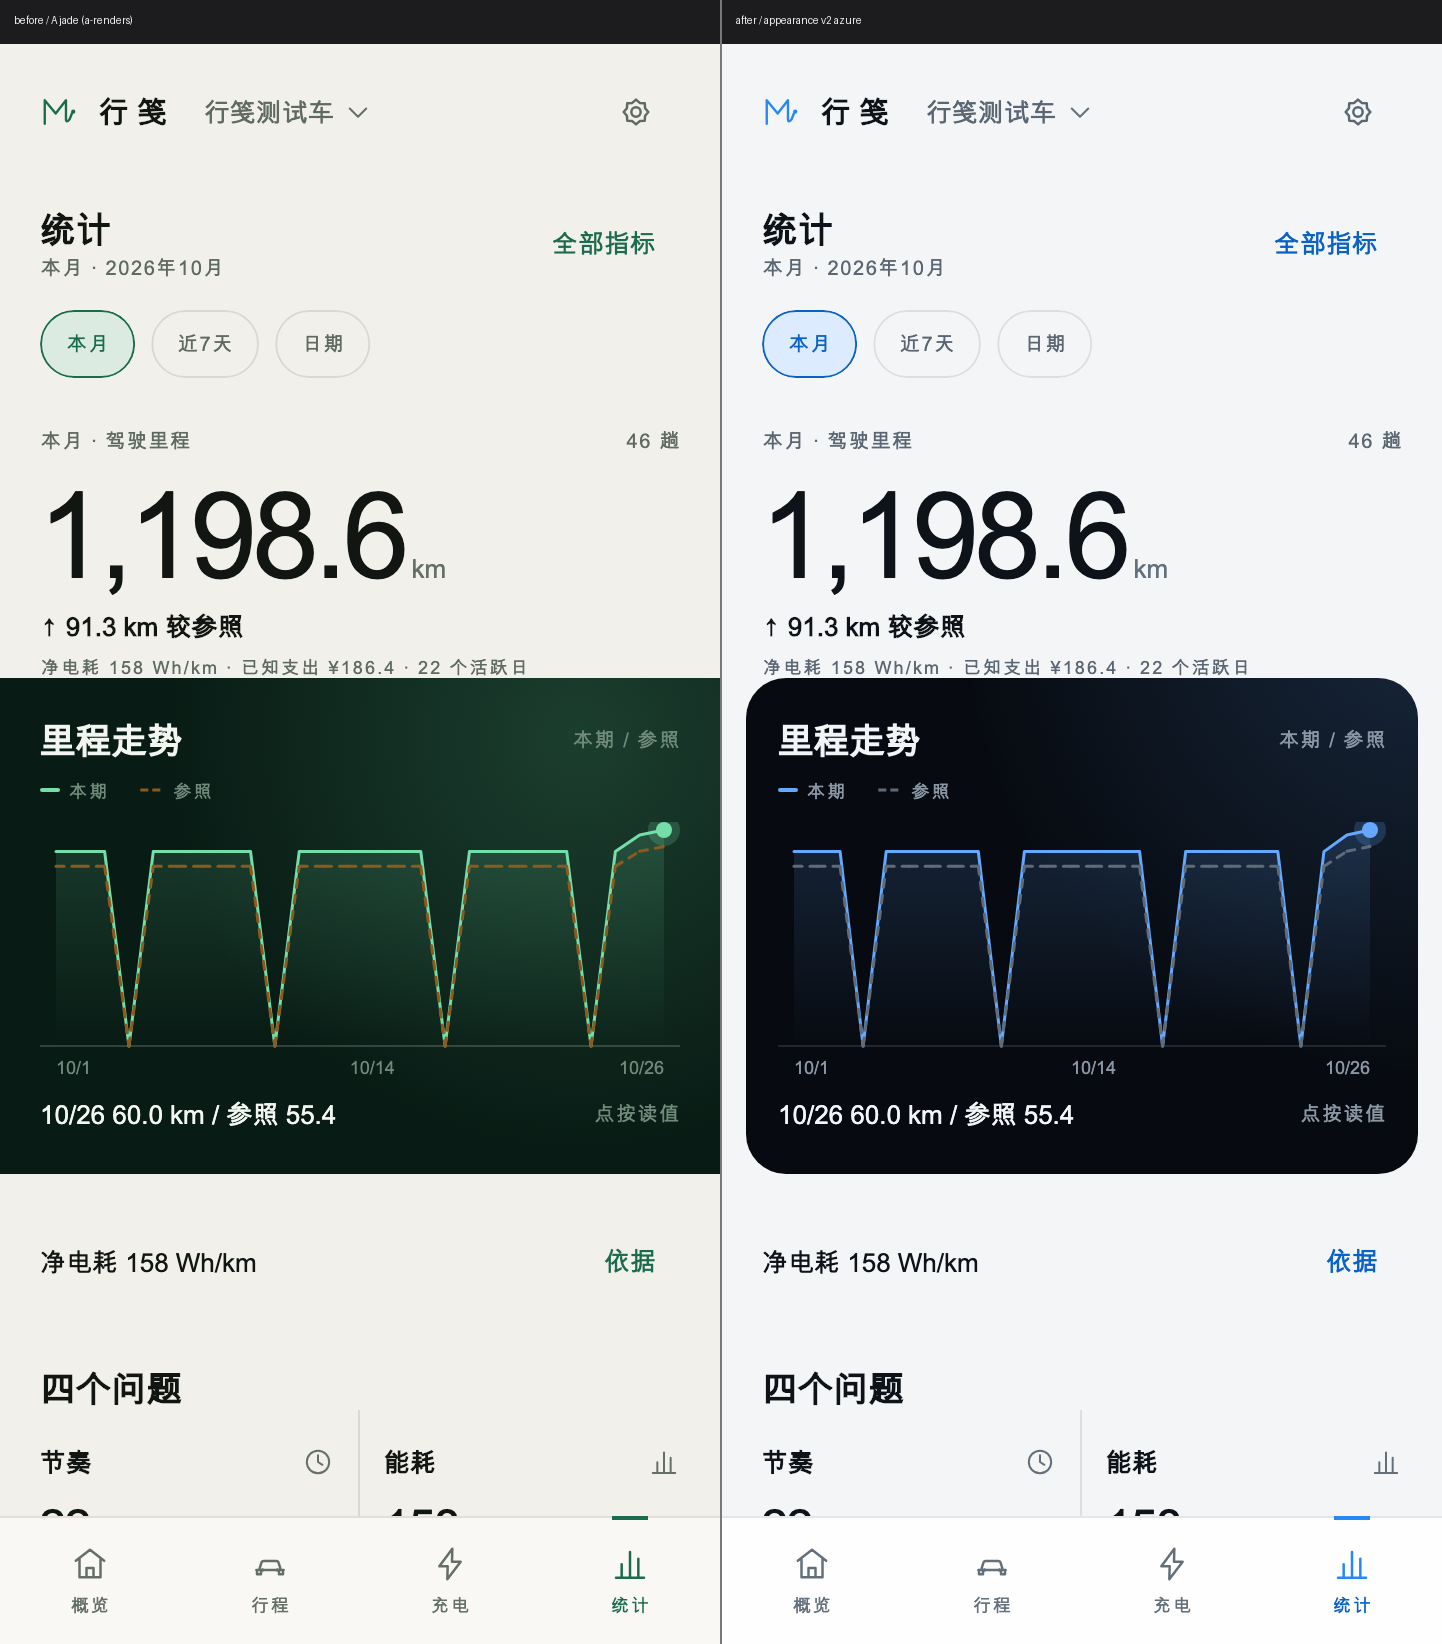 before / A jade (a-renders)
行笺 行笺测试车
统计
全部指标
本月 · 2026年10月
本月 近7天 日期
本月 · 驾驶里程 46 趟
1,198.6 km
↑ 91.3 km 较参照
净电耗 158 Wh/km · 已知支出 ¥186.4 · 22 个活跃日
里程走势 本期 / 参照
本期 参照
10/1 10/14 10/26
10/26 60.0 km / 参照 55.4 点按读值
净电耗 158 Wh/km 依据
四个问题
节奏 能耗
概览 行程 充电 统计
after / appearance v2 azure
行笺 行笺测试车
统计
全部指标
本月 · 2026年10月
本月 近7天 日期
本月 · 驾驶里程 46 趟
1,198.6 km
↑ 91.3 km 较参照
净电耗 158 Wh/km · 已知支出 ¥186.4 · 22 个活跃日
里程走势 本期 / 参照
本期 参照
10/1 10/14 10/26
10/26 60.0 km / 参照 55.4 点按读值
净电耗 158 Wh/km 依据
四个问题
节奏 能耗
概览 行程 充电 统计